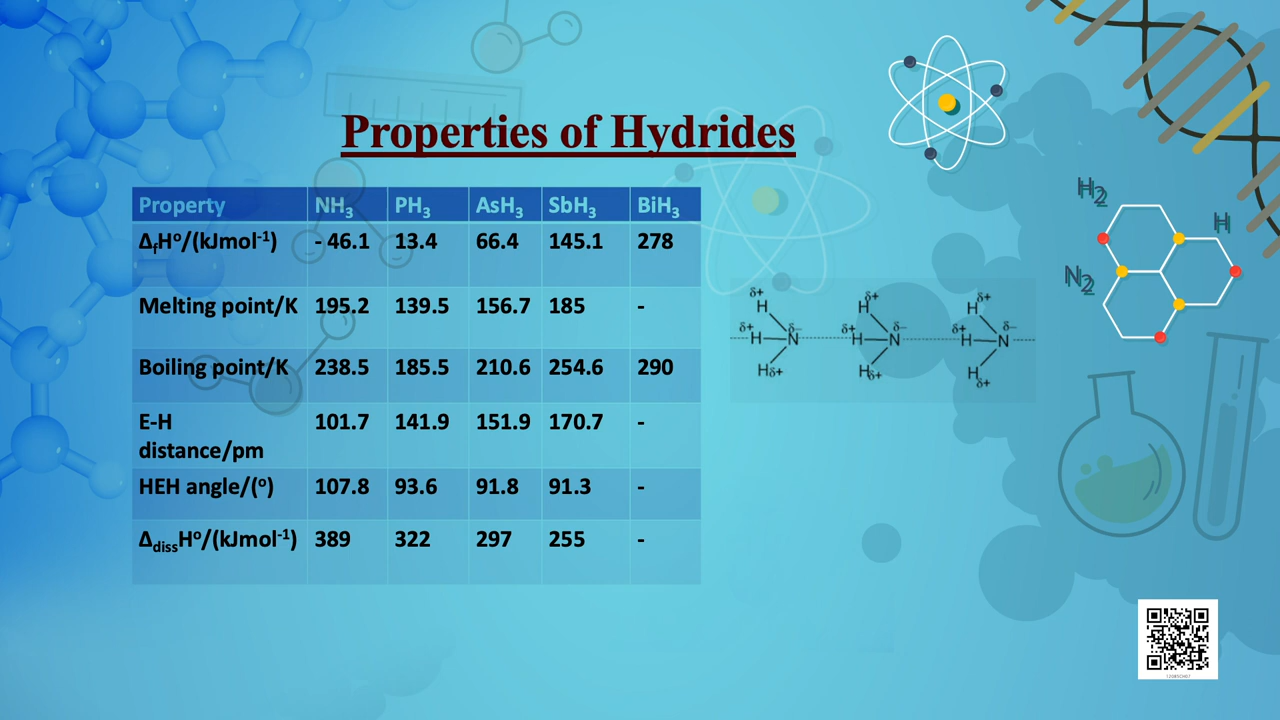 Properties of Hydrides
Property NH3 PH3 AsH3 SbH3 BiH3
ΔfHº/(kJmol-1) - 46.1 13.4 66.4 145.1 278
Melting point/K 195.2 139.5 156.7 185 -
Boiling point/K 238.5 185.5 210.6 254.6 290
E-H
distance/pm 101.7 141.9 151.9 170.7 -
HEH angle/(º) 107.8 93.6 91.8 91.3 -
ΔdissHº/(kJmol-1) 389 322 297 255 -
δ+ δ+ δ+
H H H
δ+ δ– δ+ δ– δ+ δ–
H N H N H N
Hδ+ Hδ+ H
δ+
H2
H
N2